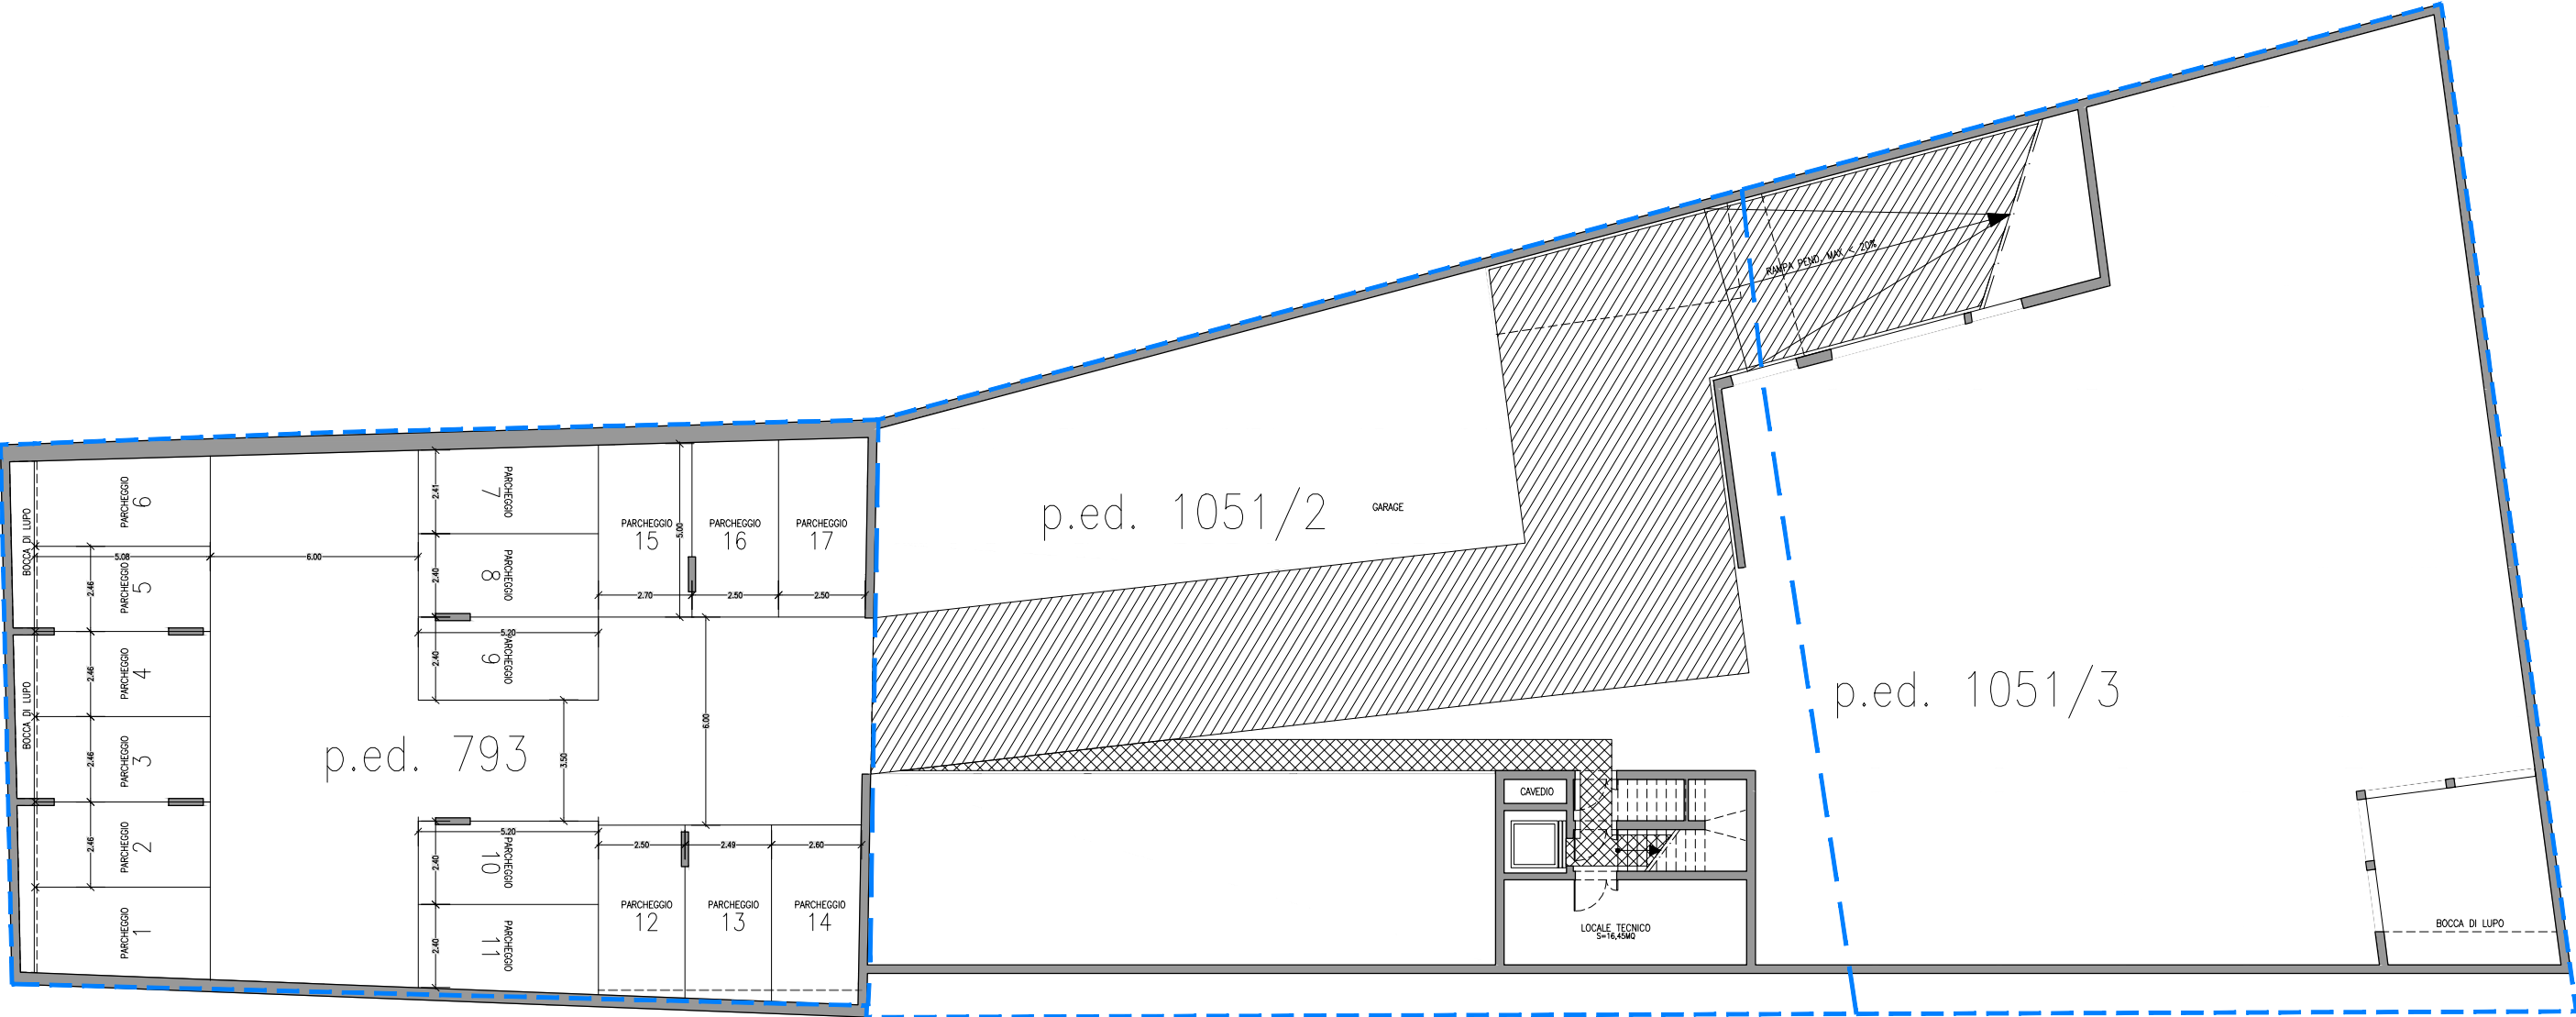 RAMPA PEND. MAX < 20%
p.ed. 1051/2
GARAGE
p.ed. 1051/3
p.ed. 793
BOCCA DI LUPO
BOCCA DI LUPO
PARCHEGGIO
6
PARCHEGGIO
5
PARCHEGGIO
4
PARCHEGGIO
3
PARCHEGGIO
2
PARCHEGGIO
1
5.08
6.00
2.46
2.46
2.46
2.46
PARCHEGGIO
7
PARCHEGGIO
8
PARCHEGGIO
9
2.41
2.40
2.40
5.20
3.50
5.20
PARCHEGGIO
10
PARCHEGGIO
11
2.40
2.40
PARCHEGGIO
15
PARCHEGGIO
16
PARCHEGGIO
17
5.00
2.70
2.50
2.50
6.00
2.50
2.49
2.60
PARCHEGGIO
12
PARCHEGGIO
13
PARCHEGGIO
14
CAVEDIO
LOCALE TECNICO
S=16,45MQ
BOCCA DI LUPO